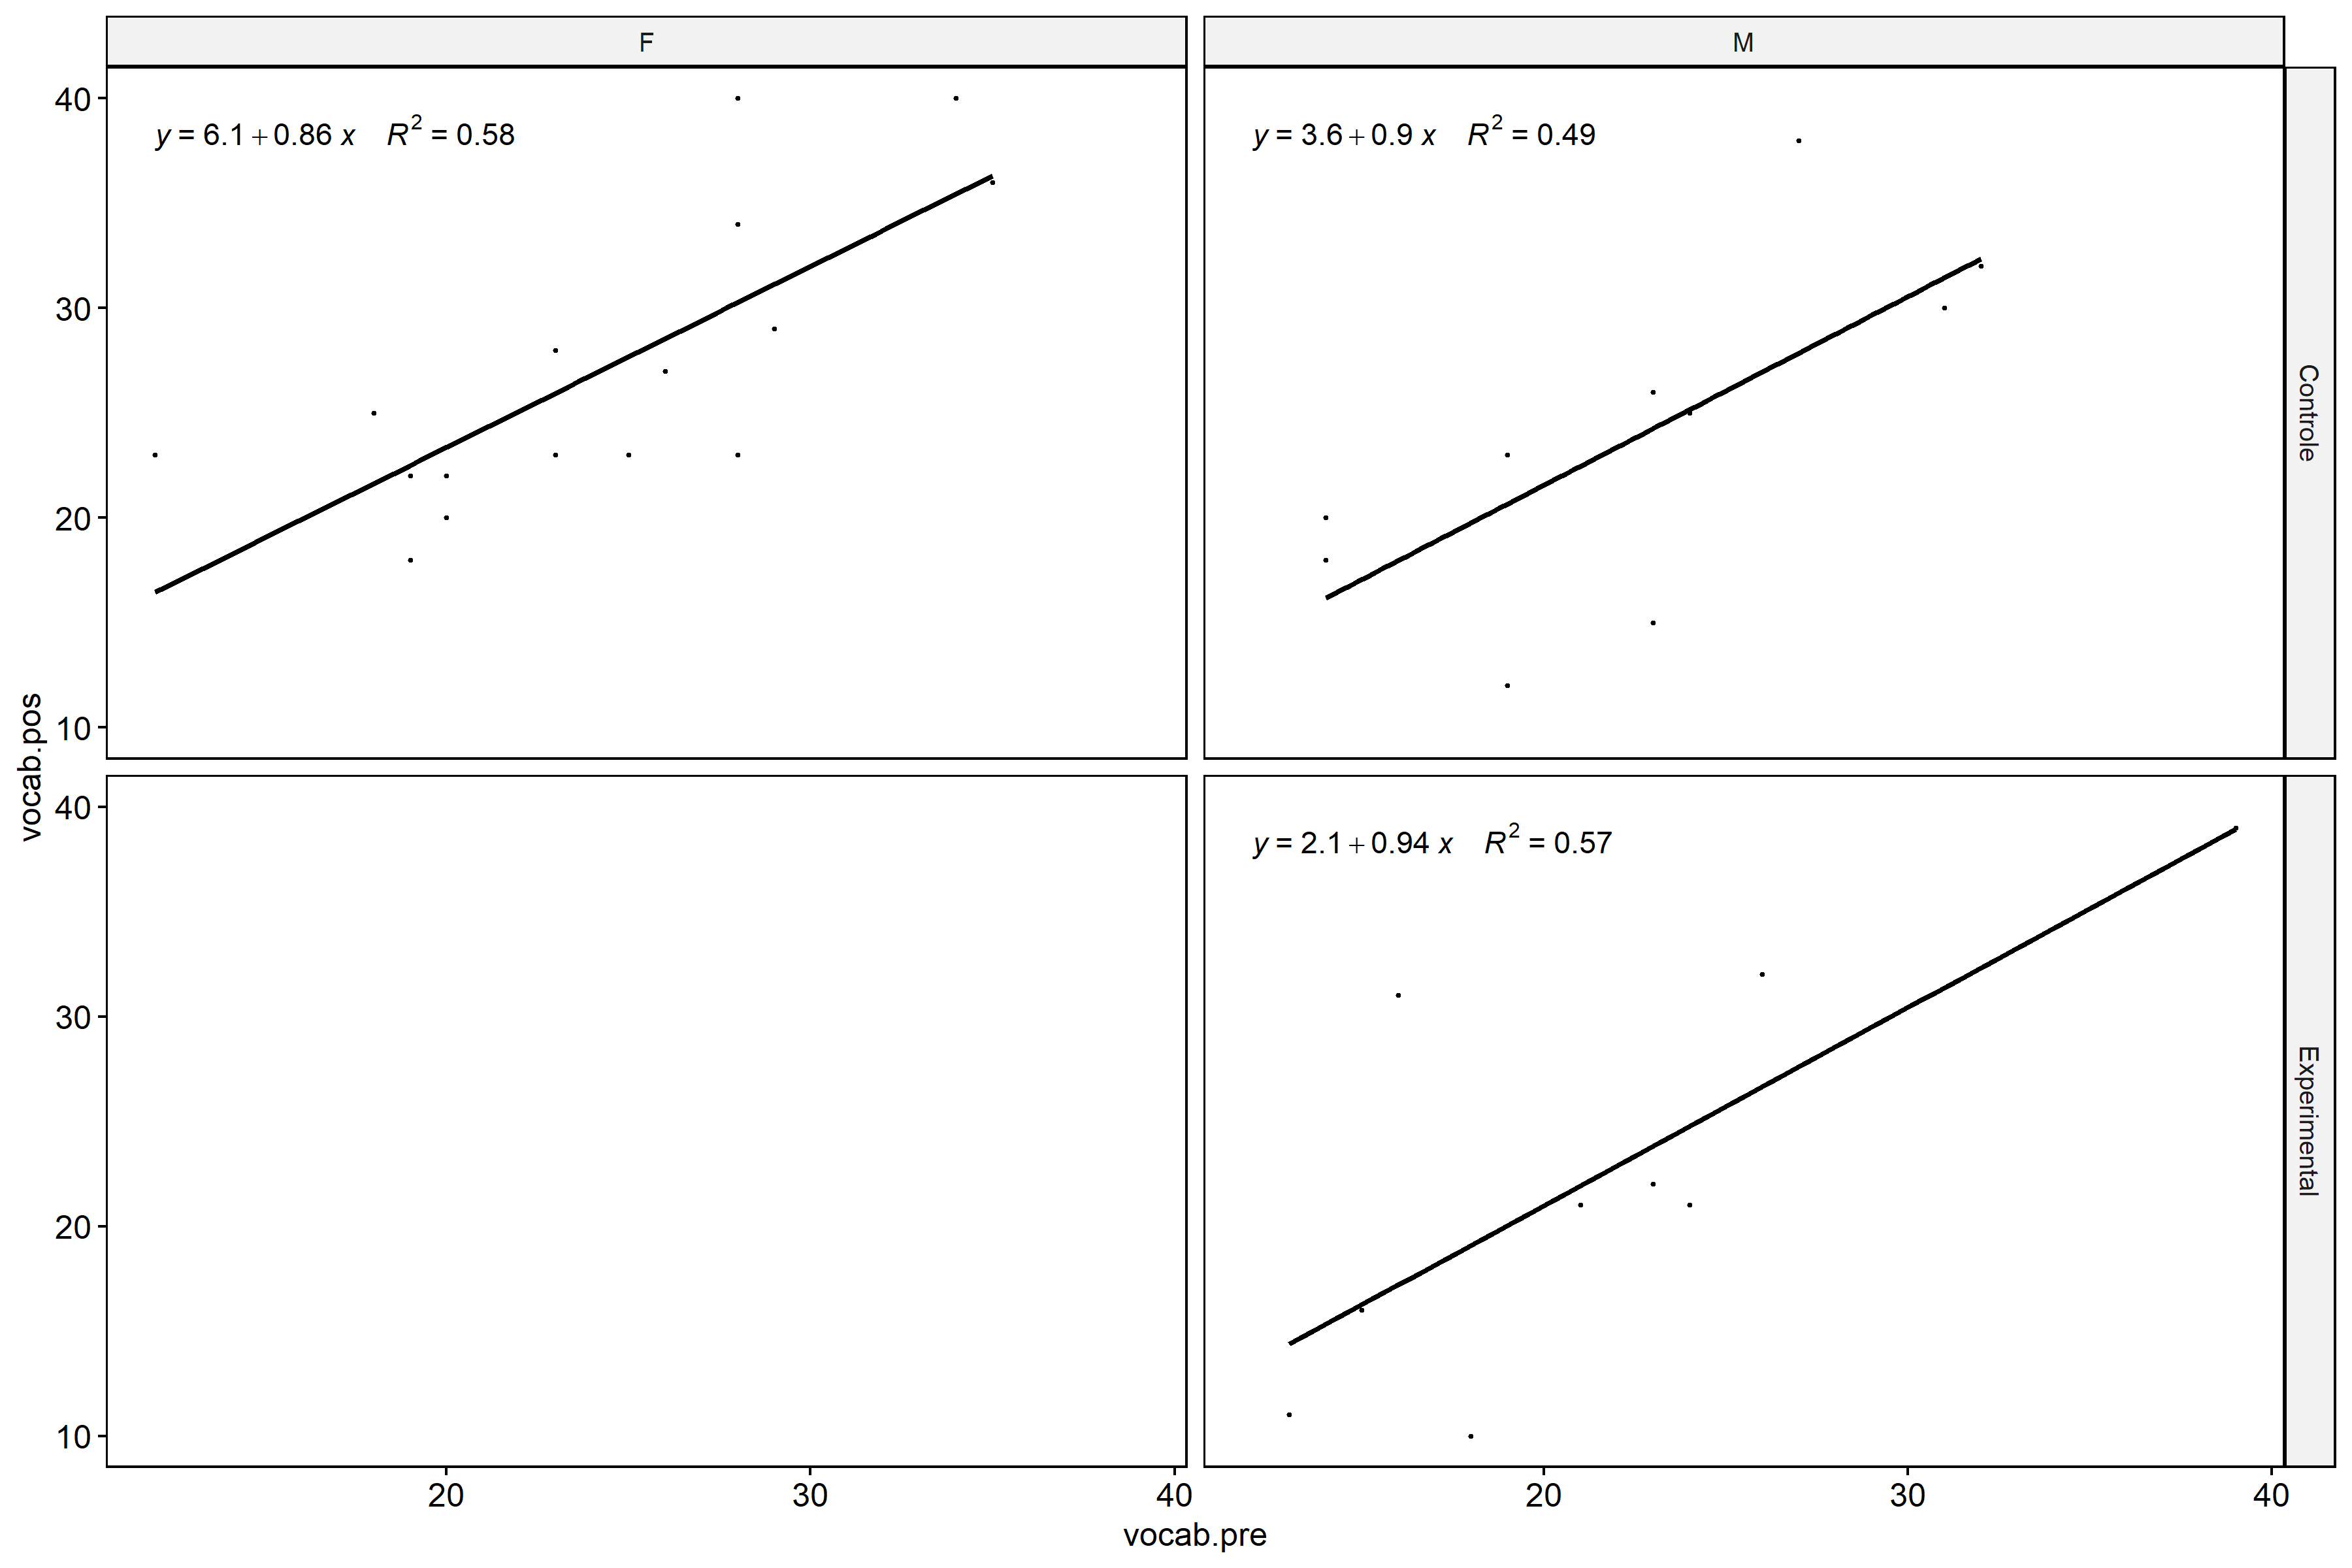 F
M
40
30
20
10
y = 6.1 + 0.86 x R² = 0.58
y = 3.6 + 0.9 x R² = 0.49
Controle
vocab.pos
40
30
20
10
y = 2.1 + 0.94 x R² = 0.57
Experimental
20
30
40
20
30
40
vocab.pre